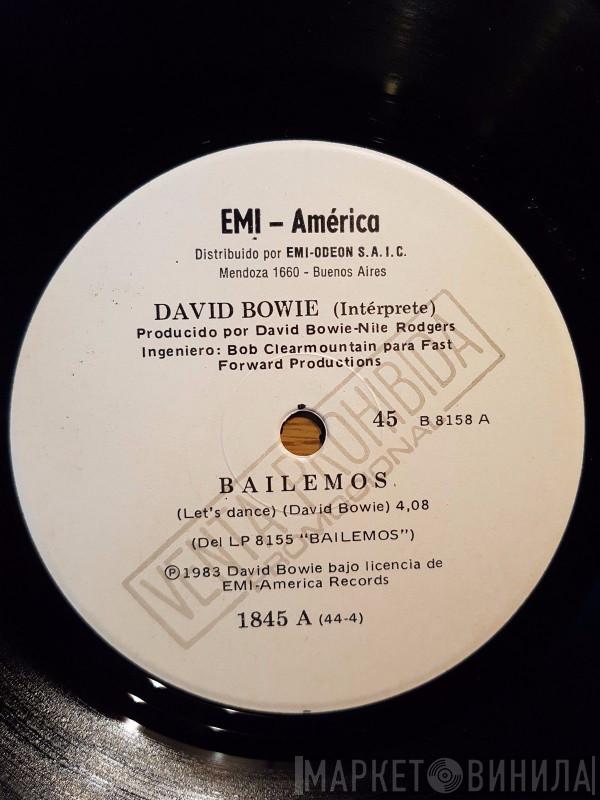 EMI – América
Distribuido por EMI-ODEON S.A.I.C.
Mendoza 1660 - Buenos Aires
DAVID BOWIE (Intérprete)
Producido por David Bowie-Nile Rodgers
Ingeniero: Bob Clearmountain para Fast
Forward Productions
VENTA PROHIBIDA
PROMOCIONAL
45 B 8158 A
BAILEMOS
(Let's dance) (David Bowie) 4,08
(Del LP 8155 “BAILEMOS”)
Ⓟ 1983 David Bowie bajo licencia de
EMI-America Records
1845 A (44-4)
МАРКЕТ ВИНИЛА